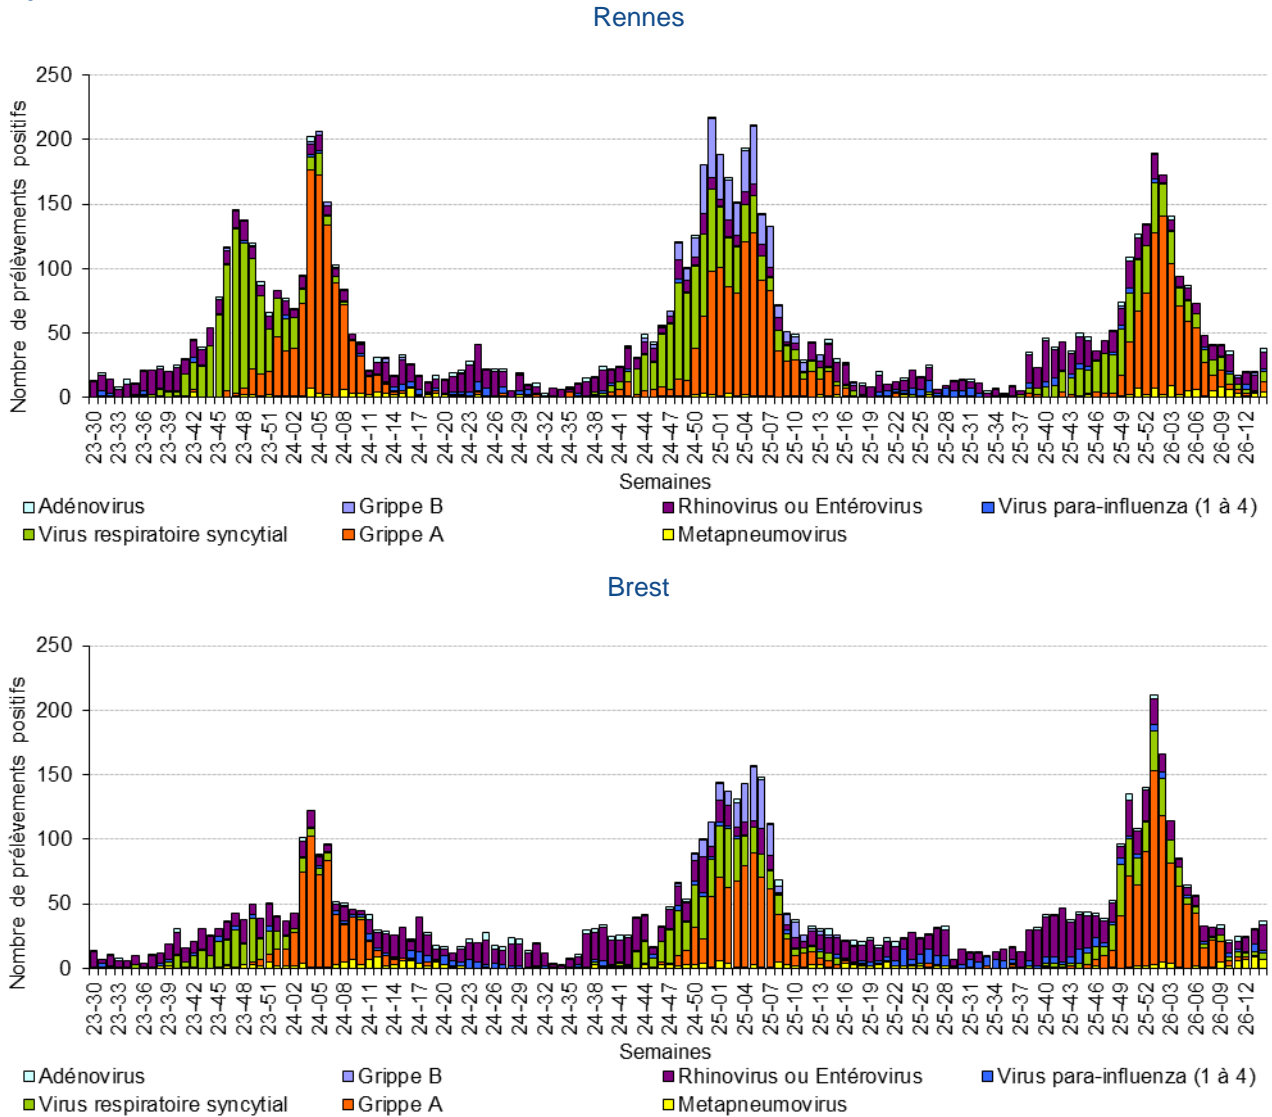 Rennes
Nombre de prélèvements positifs
250
200
150
100
50
0
23-30 23-33 23-36 23-39 23-42 23-45 23-48 23-51 24-02 24-05 24-08 24-11 24-14 24-17 24-20 24-23 24-26 24-29 24-32 24-35 24-38 24-41 24-44 24-47 24-50 25-01 25-04 25-07 25-10 25-13 25-16 25-19 25-22 25-25 25-28 25-31 25-34 25-37 25-40 25-43 25-46 25-49 25-52 26-03 26-06 26-09 26-12
Semaines
Adénovirus Grippe B Rhinovirus ou Entérovirus Virus para-influenza (1 à 4)
Virus respiratoire syncytial Grippe A Metapneumovirus
Brest
Nombre de prélèvements positifs
250
200
150
100
50
0
23-30 23-33 23-36 23-39 23-42 23-45 23-48 23-51 24-02 24-05 24-08 24-11 24-14 24-17 24-20 24-23 24-26 24-29 24-32 24-35 24-38 24-41 24-44 24-47 24-50 25-01 25-04 25-07 25-10 25-13 25-16 25-19 25-22 25-25 25-28 25-31 25-34 25-37 25-40 25-43 25-46 25-49 25-52 26-03 26-06 26-09 26-12
Semaines
Adénovirus Grippe B Rhinovirus ou Entérovirus Virus para-influenza (1 à 4)
Virus respiratoire syncytial Grippe A Metapneumovirus